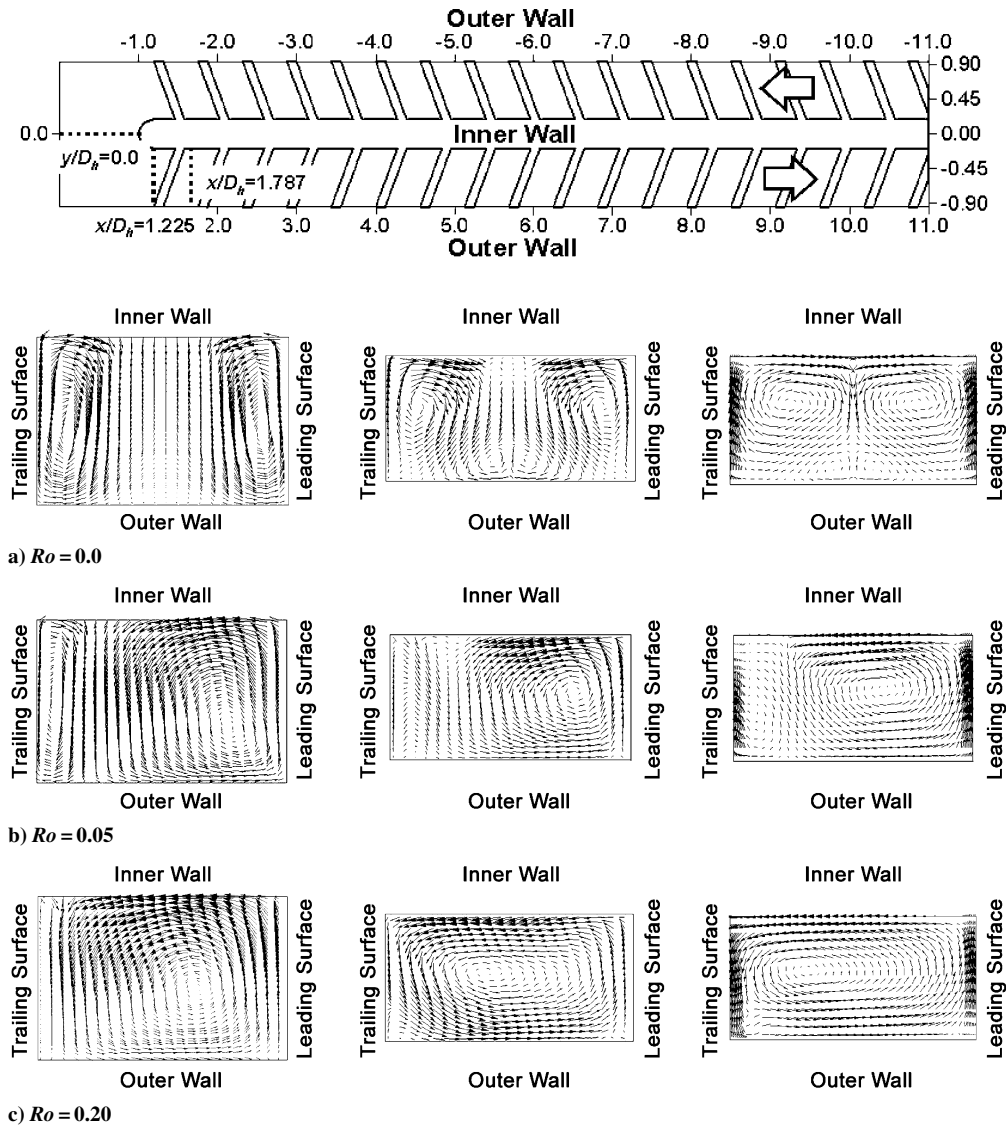 Outer Wall
-1.0 -2.0 -3.0 -4.0 -5.0 -6.0 -7.0 -8.0 -9.0 -10.0 -11.0
0.90
0.45
0.0 Inner Wall 0.00
y/Dh=0.0
x/Dh=1.787
-0.45
-0.90
x/Dh=1.225 2.0 3.0 4.0 5.0 6.0 7.0 8.0 9.0 10.0 11.0
Outer Wall
Inner Wall Inner Wall Inner Wall
Trailing Surface Leading Surface Trailing Surface Leading Surface Trailing Surface Leading Surface
Outer Wall Outer Wall Outer Wall
a) Ro = 0.0
Inner Wall Inner Wall Inner Wall
Trailing Surface Leading Surface Trailing Surface Leading Surface Trailing Surface Leading Surface
Outer Wall Outer Wall Outer Wall
b) Ro = 0.05
Inner Wall Inner Wall Inner Wall
Trailing Surface Leading Surface Trailing Surface Leading Surface Trailing Surface Leading Surface
Outer Wall Outer Wall Outer Wall
c) Ro = 0.20